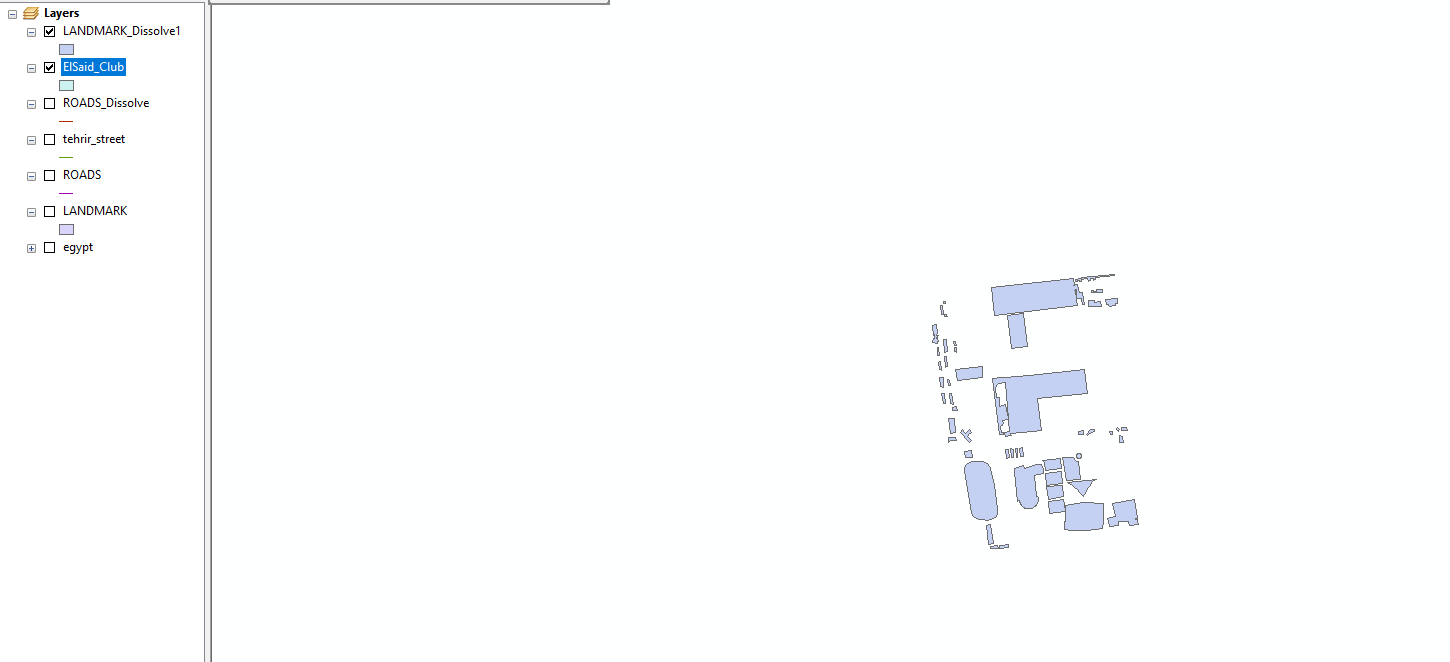 Layers
LANDMARK_Dissolve1
ElSaid_Club
ROADS_Dissolve
tehrir_street
ROADS
LANDMARK
egypt